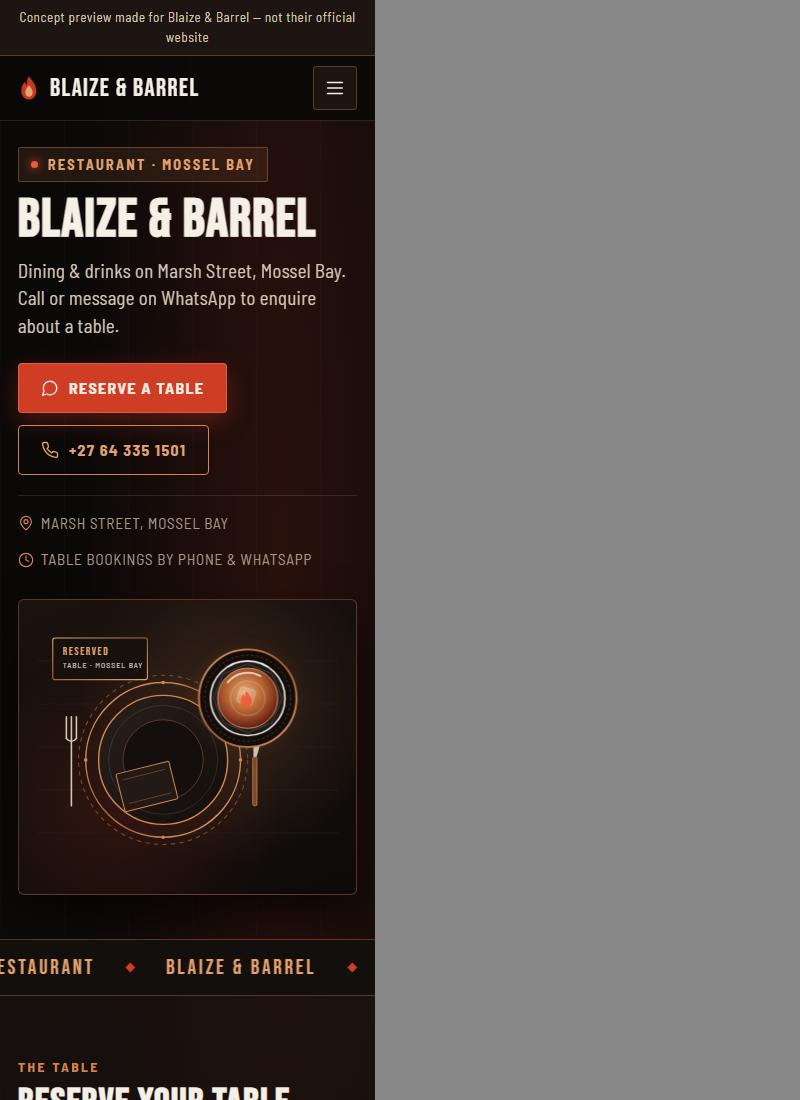 Concept preview made for Blaize & Barrel — not their official
website
BLAIZE & BARREL
RESTAURANT · MOSSEL BAY
BLAIZE & BARREL
Dining & drinks on Marsh Street, Mossel Bay.
Call or message on WhatsApp to enquire
about a table.
RESERVE A TABLE
+27 64 335 1501
MARSH STREET, MOSSEL BAY
TABLE BOOKINGS BY PHONE & WHATSAPP
RESERVED
TABLE · MOSSEL BAY
ESTAURANT ◆ BLAIZE & BARREL ◆
THE TABLE
RESERVE YOUR TABLE